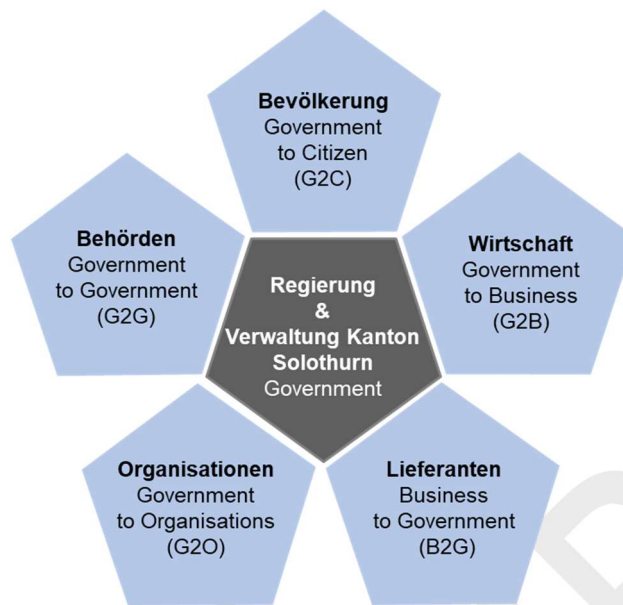 Bevölkerung
Government
to Citizen
(G2C)
Behörden
Government
to Government
(G2G)
Wirtschaft
Government
to Business
(G2B)
Regierung
&
Verwaltung Kanton
Solothurn
Government
Organisationen
Government
to Organisations
(G2O)
Lieferanten
Business
to Government
(B2G)